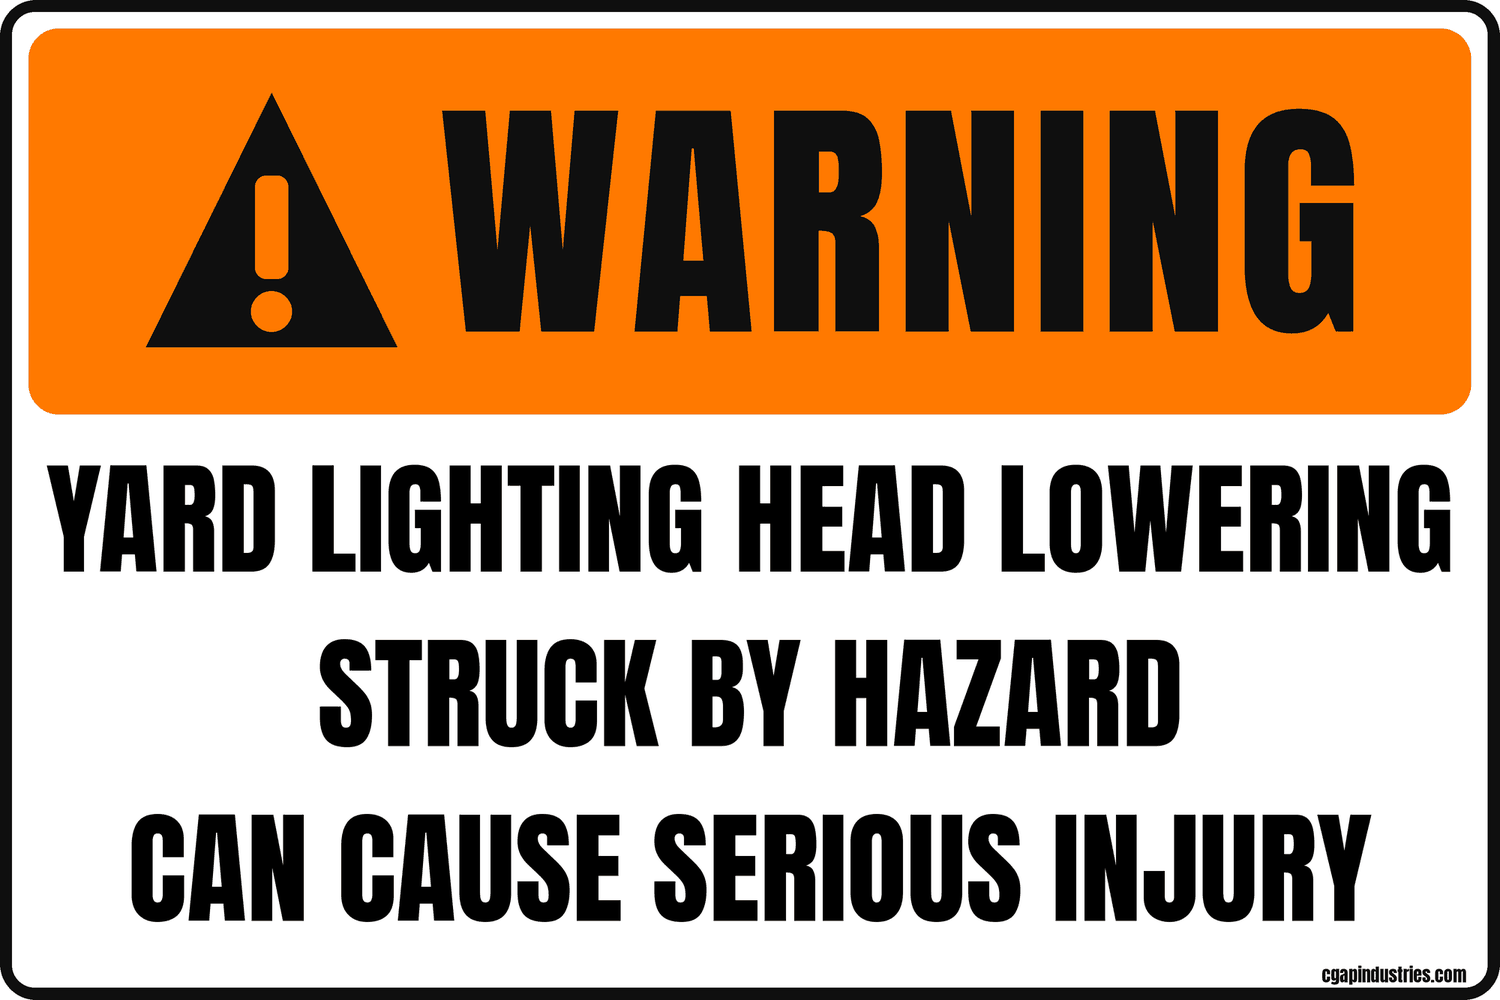 WARNING
YARD LIGHTING HEAD LOWERING
STRUCK BY HAZARD
CAN CAUSE SERIOUS INJURY
cgapindustries.com